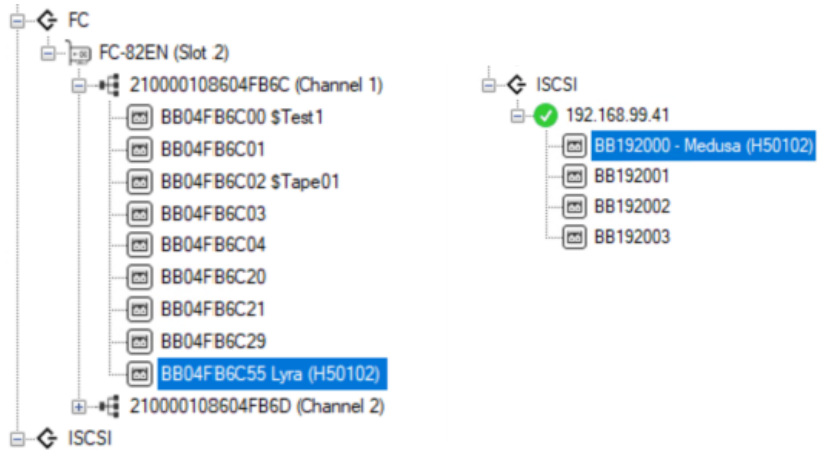 FC
FC-82EN (Slot 2)
210000108604FB6C (Channel 1)
BB04FB6C00 $Test1
BB04FB6C01
BB04FB6C02 $Tape01
BB04FB6C03
BB04FB6C04
BB04FB6C20
BB04FB6C21
BB04FB6C29
BB04FB6C55 Lyra (H50102)
210000108604FB6D (Channel 2)
ISCSI
ISCSI
192.168.99.41
BB192000 - Medusa (H50102)
BB192001
BB192002
BB192003